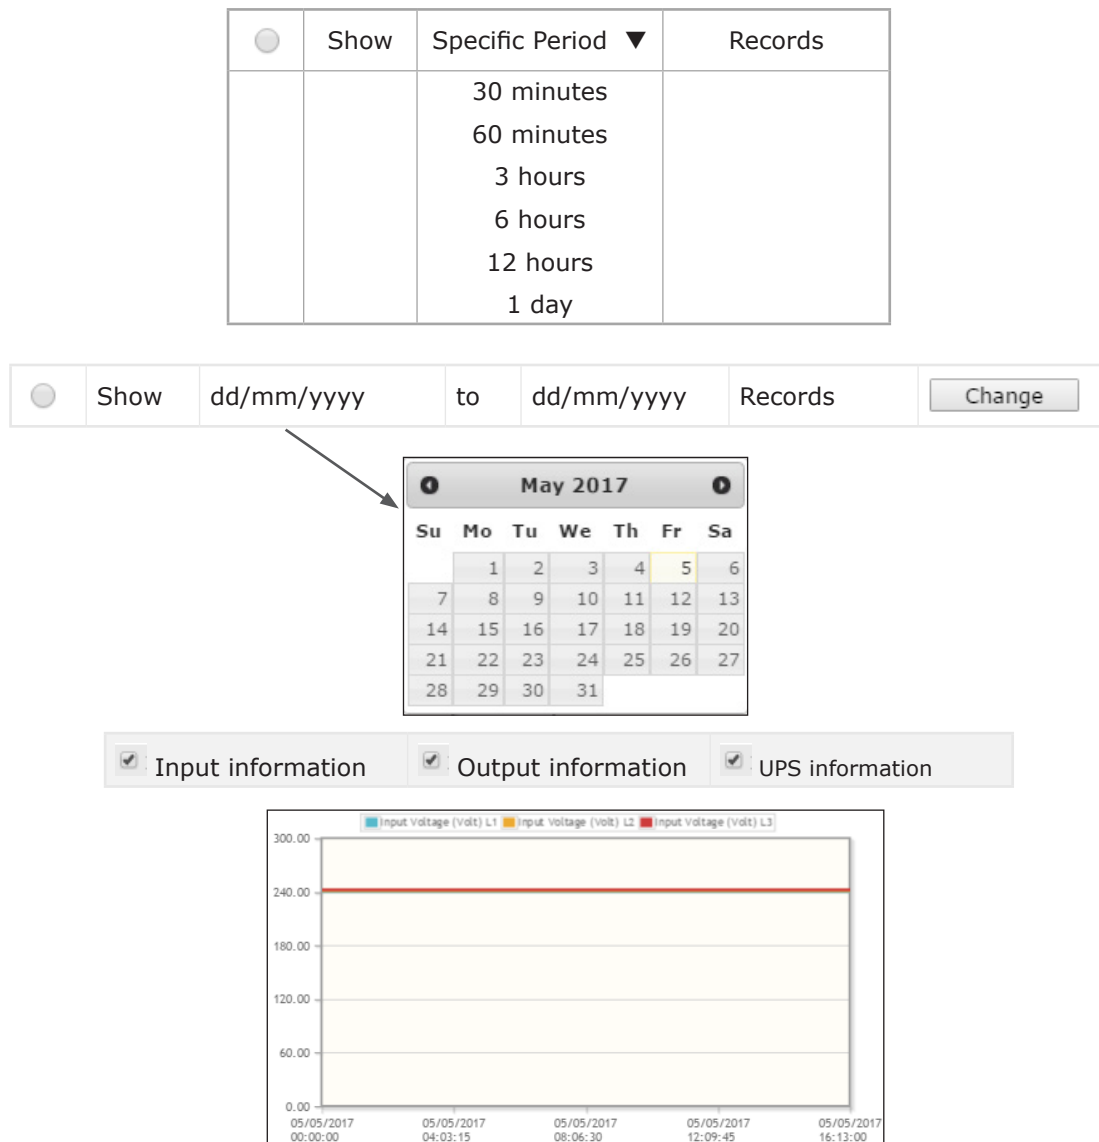 Show Specific Period ▼ Records
30 minutes
60 minutes
3 hours
6 hours
12 hours
1 day
Show dd/mm/yyyy to dd/mm/yyyy Records Change
May 2017
Su Mo Tu We Th Fr Sa
1 2 3 4 5 6
7 8 9 10 11 12 13
14 15 16 17 18 19 20
21 22 23 24 25 26 27
28 29 30 31
Input information Output information UPS information
Input Voltage (Volt) L1 Input Voltage (Volt) L2 Input Voltage (Volt) L3
300.00
240.00
180.00
120.00
60.00
0.00
05/05/2017 05/05/2017 05/05/2017 05/05/2017 05/05/2017
00:00:00 04:03:15 08:06:30 12:09:45 16:13:00